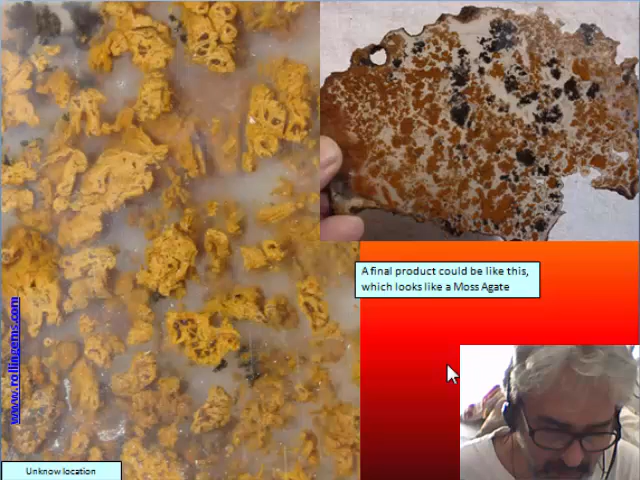 A final product could be like this,
which looks like a Moss Agate
www.rollingems.com
Unknow location